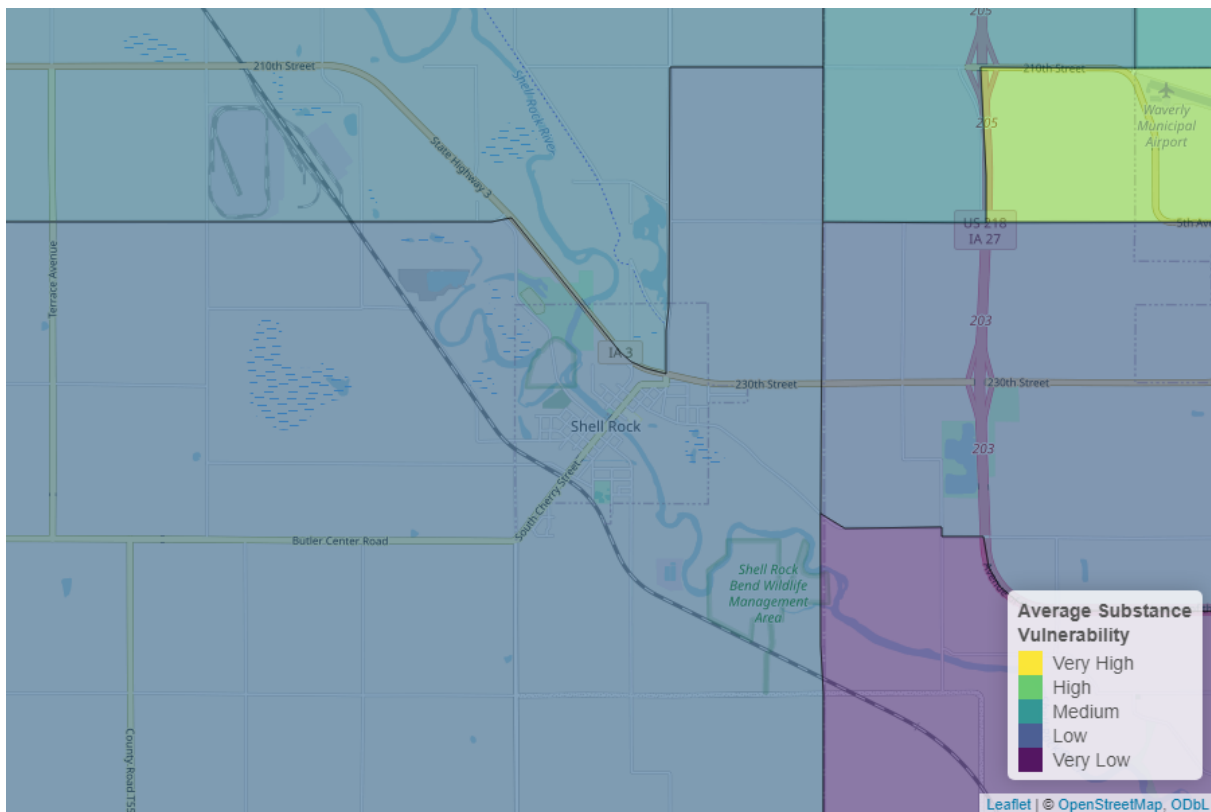 205
210th Street
210th Street
Shell Rock River
State Highway 3
205
Waverly
Municipal
Airport
US 218
IA 27
5th Ave
Terrace Avenue
203
IA 3
230th Street
230th Street
Shell Rock
203
South Cherry Street
Butler Center Road
Shell Rock
Bend Wildlife
Management
Area
Avenue
County Road T55
Average Substance
Vulnerability
Very High
High
Medium
Low
Very Low
Leaflet | © OpenStreetMap, ODbL